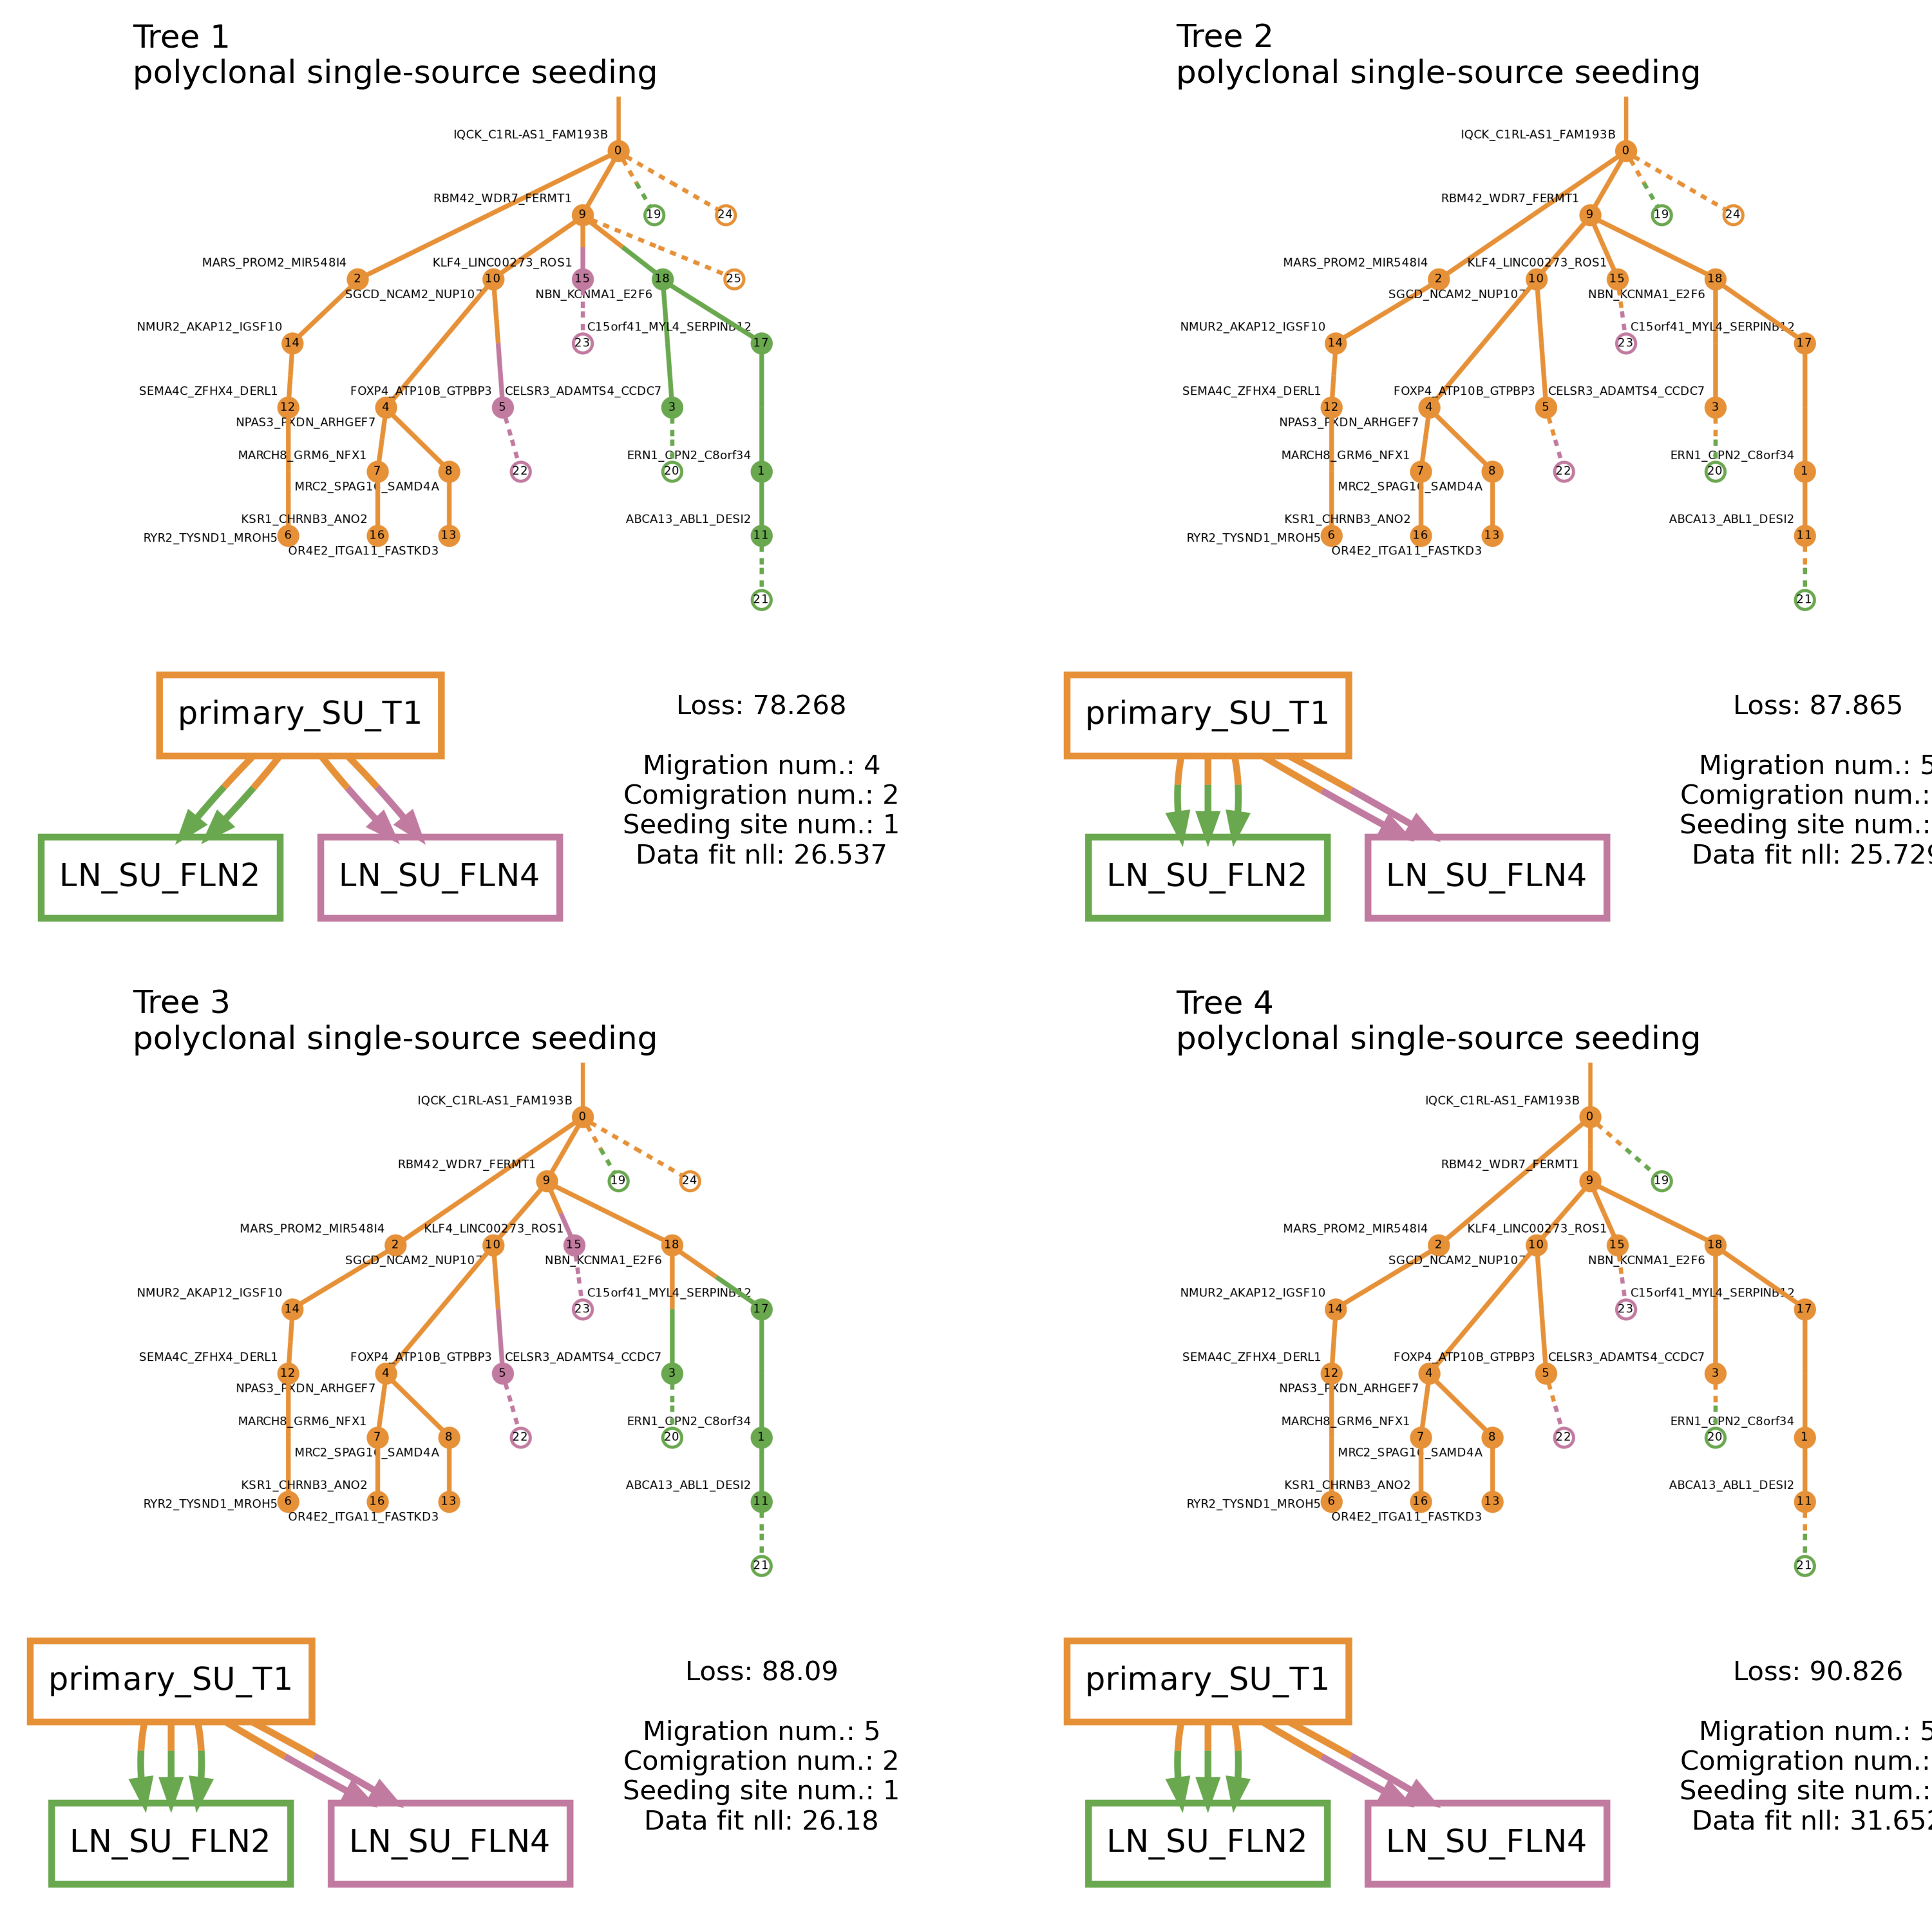 Tree 1
polyclonal single-source seeding
IQCK_C1RL-AS1_FAM193B
0
RBM42_WDR7_FERMT1
9
19
24
MARS_PROM2_MIR548I4
2
KLF4_LINC00273_ROS1
10
15
18
25
SGCD_NCAM2_NUP107
NBN_KCNMA1_E2F6
NMUR2_AKAP12_IGSF10
14
23
C15orf41_MYL4_SERPINB12
17
SEMA4C_ZFHX4_DERL1
12
FOXP4_ATP10B_GTPBP3
4
5
CELSR3_ADAMTS4_CCDC7
3
NPAS3_PXDN_ARHGEF7
MARCH8_GRM6_NFX1
7
8
22
ERN1_OPN2_C8orf34
20
1
MRC2_SPAG16_SAMD4A
KSR1_CHRNB3_ANO2
ABCA13_ABL1_DESI2
RYR2_TYSND1_MROH5
6
16
13
11
OR4E2_ITGA11_FASTKD3
21
primary_SU_T1
LN_SU_FLN2
LN_SU_FLN4
Loss: 78.268
Migration num.: 4
Comigration num.: 2
Seeding site num.: 1
Data fit nll: 26.537
Tree 2
polyclonal single-source seeding
IQCK_C1RL-AS1_FAM193B
0
RBM42_WDR7_FERMT1
9
19
24
MARS_PROM2_MIR548I4
2
KLF4_LINC00273_ROS1
10
15
18
SGCD_NCAM2_NUP107
NBN_KCNMA1_E2F6
NMUR2_AKAP12_IGSF10
14
23
C15orf41_MYL4_SERPINB12
17
SEMA4C_ZFHX4_DERL1
12
FOXP4_ATP10B_GTPBP3
4
5
CELSR3_ADAMTS4_CCDC7
3
NPAS3_PXDN_ARHGEF7
MARCH8_GRM6_NFX1
7
8
22
ERN1_OPN2_C8orf34
20
1
MRC2_SPAG16_SAMD4A
KSR1_CHRNB3_ANO2
ABCA13_ABL1_DESI2
RYR2_TYSND1_MROH5
6
16
13
11
OR4E2_ITGA11_FASTKD3
21
primary_SU_T1
LN_SU_FLN2
LN_SU_FLN4
Loss: 87.865
Migration num.: 5
Comigration num.:
Seeding site num.:
Data fit nll: 25.729
Tree 3
polyclonal single-source seeding
IQCK_C1RL-AS1_FAM193B
0
RBM42_WDR7_FERMT1
9
19
24
MARS_PROM2_MIR548I4
2
KLF4_LINC00273_ROS1
10
15
18
SGCD_NCAM2_NUP107
NBN_KCNMA1_E2F6
NMUR2_AKAP12_IGSF10
14
23
C15orf41_MYL4_SERPINB12
17
SEMA4C_ZFHX4_DERL1
12
FOXP4_ATP10B_GTPBP3
4
5
CELSR3_ADAMTS4_CCDC7
3
NPAS3_PXDN_ARHGEF7
MARCH8_GRM6_NFX1
7
8
22
ERN1_OPN2_C8orf34
20
1
MRC2_SPAG16_SAMD4A
KSR1_CHRNB3_ANO2
ABCA13_ABL1_DESI2
RYR2_TYSND1_MROH5
6
16
13
11
OR4E2_ITGA11_FASTKD3
21
primary_SU_T1
LN_SU_FLN2
LN_SU_FLN4
Loss: 88.09
Migration num.: 5
Comigration num.: 2
Seeding site num.: 1
Data fit nll: 26.18
Tree 4
polyclonal single-source seeding
IQCK_C1RL-AS1_FAM193B
0
RBM42_WDR7_FERMT1
9
19
MARS_PROM2_MIR548I4
2
KLF4_LINC00273_ROS1
10
15
18
SGCD_NCAM2_NUP107
NBN_KCNMA1_E2F6
NMUR2_AKAP12_IGSF10
14
23
C15orf41_MYL4_SERPINB12
17
SEMA4C_ZFHX4_DERL1
12
FOXP4_ATP10B_GTPBP3
4
5
CELSR3_ADAMTS4_CCDC7
3
NPAS3_PXDN_ARHGEF7
MARCH8_GRM6_NFX1
7
8
22
ERN1_OPN2_C8orf34
20
1
MRC2_SPAG16_SAMD4A
KSR1_CHRNB3_ANO2
ABCA13_ABL1_DESI2
RYR2_TYSND1_MROH5
6
16
13
11
OR4E2_ITGA11_FASTKD3
21
primary_SU_T1
LN_SU_FLN2
LN_SU_FLN4
Loss: 90.826
Migration num.: 5
Comigration num.:
Seeding site num.:
Data fit nll: 31.652